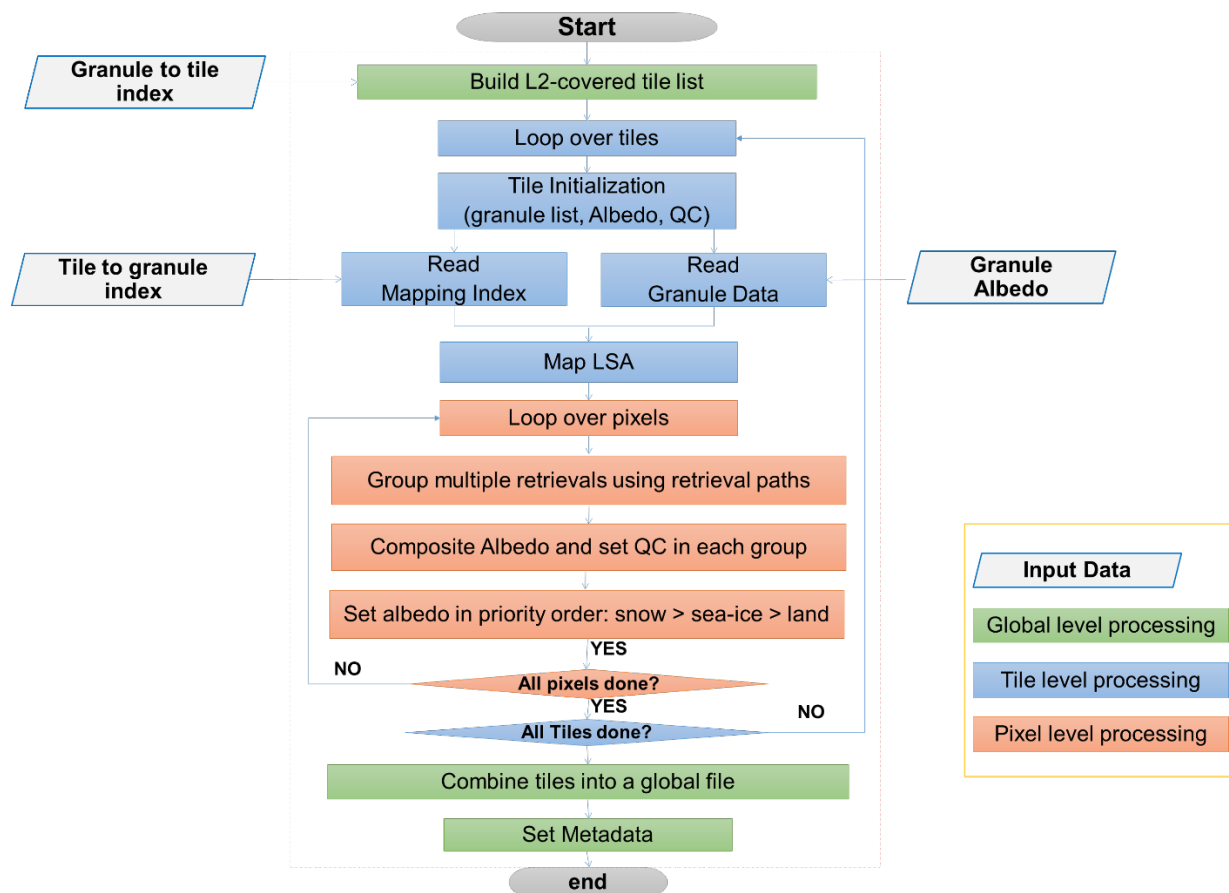 Start
Granule to tile
index
Build L2-covered tile list
Loop over tiles
Tile Initialization
(granule list, Albedo, QC)
Tile to granule
index
Read
Mapping Index
Read
Granule Data
Granule
Albedo
Map LSA
Loop over pixels
Group multiple retrievals using retrieval paths
Composite Albedo and set QC in each group
Set albedo in priority order: snow > sea-ice > land
YES
NO
All pixels done?
YES
NO
All Tiles done?
Combine tiles into a global file
Set Metadata
end
Input Data
Global level processing
Tile level processing
Pixel level processing